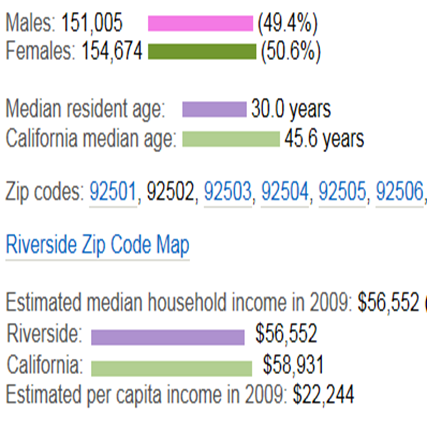 Males: 151,005 (49.4%)
Females: 154,674 (50.6%)
Median resident age: 30.0 years
California median age: 45.6 years
Zip codes: 92501, 92502, 92503, 92504, 92505, 92506,
Riverside Zip Code Map
Estimated median household income in 2009: $56,552 (
Riverside: $56,552
California: $58,931
Estimated per capita income in 2009: $22,244